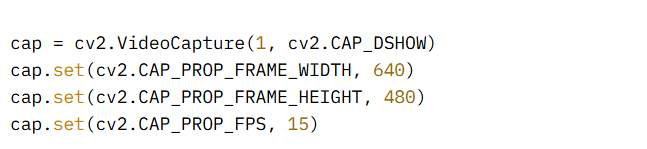 cap = cv2.VideoCapture(1, cv2.CAP_DSHOW)
cap.set(cv2.CAP_PROP_FRAME_WIDTH, 640)
cap.set(cv2.CAP_PROP_FRAME_HEIGHT, 480)
cap.set(cv2.CAP_PROP_FPS, 15)